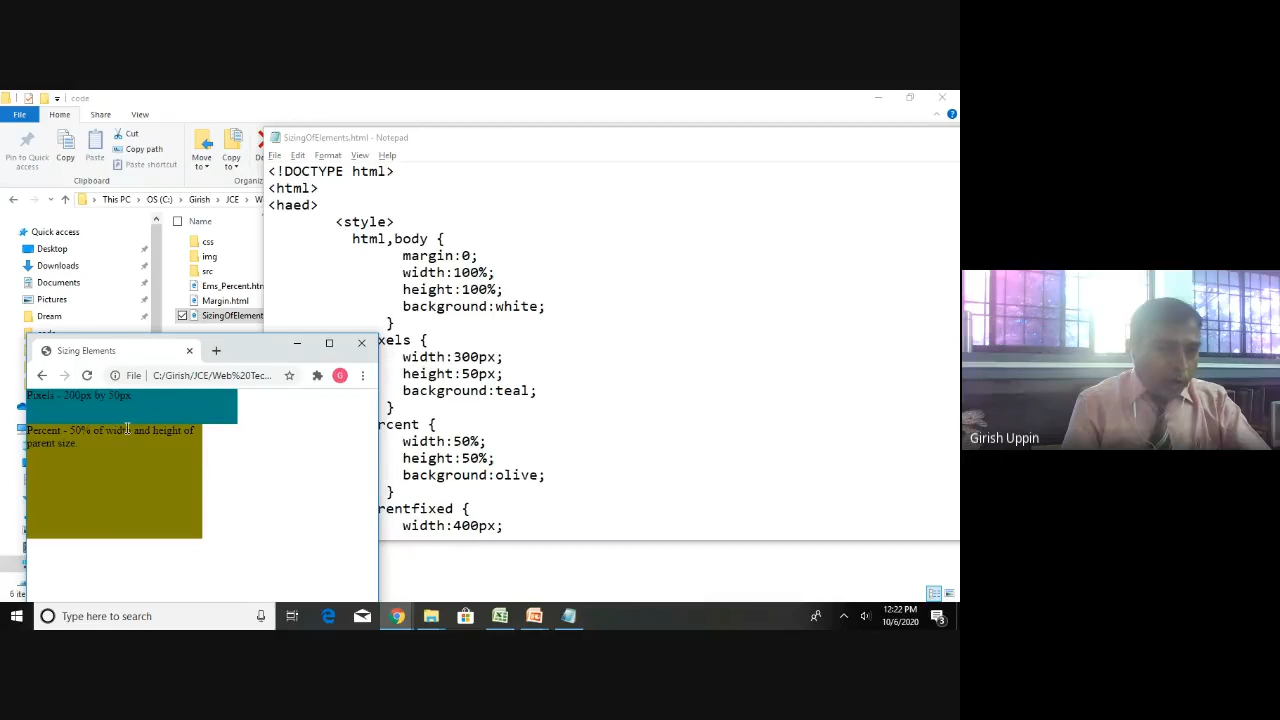 code
File
Home
Share
View
Pin to Quick
access
Copy
Paste
Cut
Copy path
Paste shortcut
Clipboard
Move
to
Copy
to
Organiz
This PC
OS (C:)
Girish
JCE
Quick access
Desktop
Downloads
Documents
Pictures
Dream
Name
css
img
src
Ems_Percent.htm
Margin.html
SizingOfElement
SizingOfElements.html - Notepad
File Edit Format View Help
<!DOCTYPE html>
<html>
<haed>
<style>
html,body {
margin:0;
width:100%;
height:100%;
background:white;
}
xels {
width:300px;
height:50px;
background:teal;
}
rcent {
width:50%;
height:50%;
background:olive;
}
rentfixed {
width:400px;
Sizing Elements
File
C:/Girish/JCE/Web%20Tec...
G
Pixels - 200px by 50px
Percent - 50% of width and height of
parent size.
6 ite
Type here to search
12:22 PM
10/6/2020
3
Girish Uppin